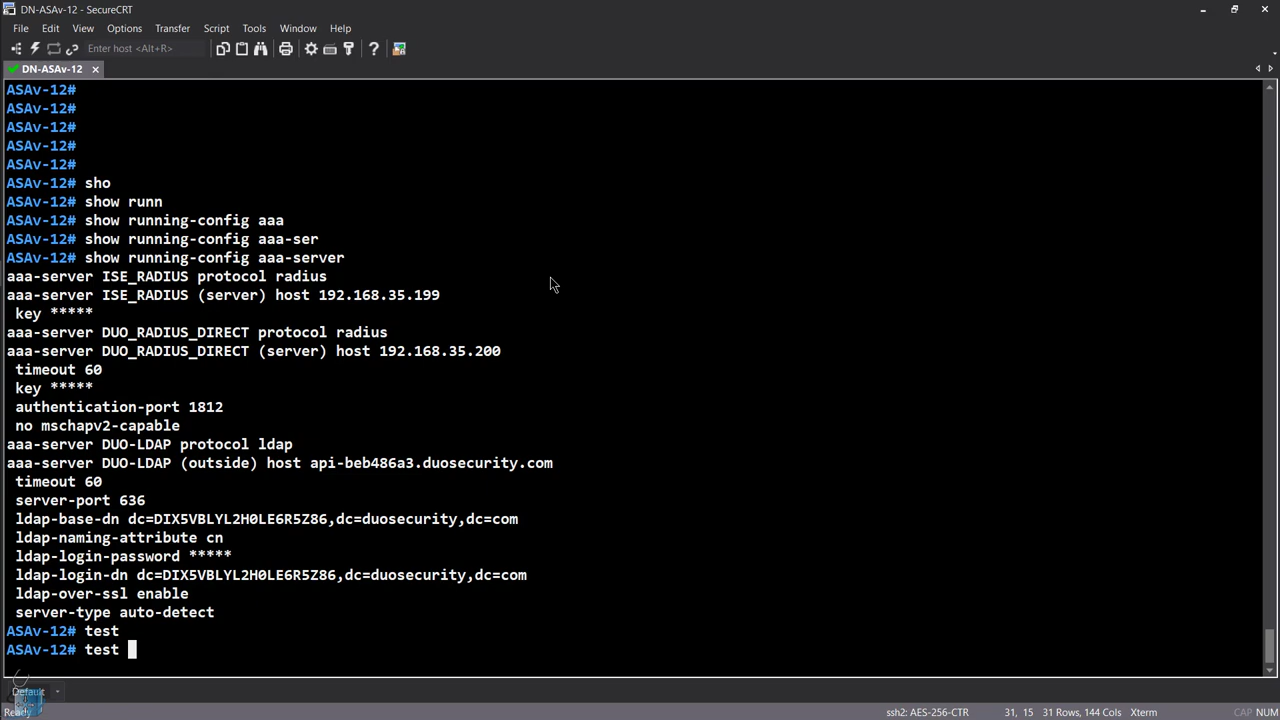 DN-ASAv-12 - SecureCRT
File Edit View Options Transfer Script Tools Window Help
Enter host <Alt+R>
DN-ASAv-12
ASAv-12#
ASAv-12#
ASAv-12#
ASAv-12#
ASAv-12#
ASAv-12# sho
ASAv-12# show runn
ASAv-12# show running-config aaa
ASAv-12# show running-config aaa-ser
ASAv-12# show running-config aaa-server
aaa-server ISE_RADIUS protocol radius
aaa-server ISE_RADIUS (server) host 192.168.35.199
key *****
aaa-server DUO_RADIUS_DIRECT protocol radius
aaa-server DUO_RADIUS_DIRECT (server) host 192.168.35.200
timeout 60
key *****
authentication-port 1812
no mschapv2-capable
aaa-server DUO-LDAP protocol ldap
aaa-server DUO-LDAP (outside) host api-beb486a3.duosecurity.com
timeout 60
server-port 636
ldap-base-dn dc=DIX5VBLYL2H0LE6R5Z86,dc=duosecurity,dc=com
ldap-naming-attribute cn
ldap-login-password *****
ldap-login-dn dc=DIX5VBLYL2H0LE6R5Z86,dc=duosecurity,dc=com
ldap-over-ssl enable
server-type auto-detect
ASAv-12# test
ASAv-12# test
Default
Ready ssh2: AES-256-CTR 31, 15 31 Rows, 144 Cols Xterm CAP NUM